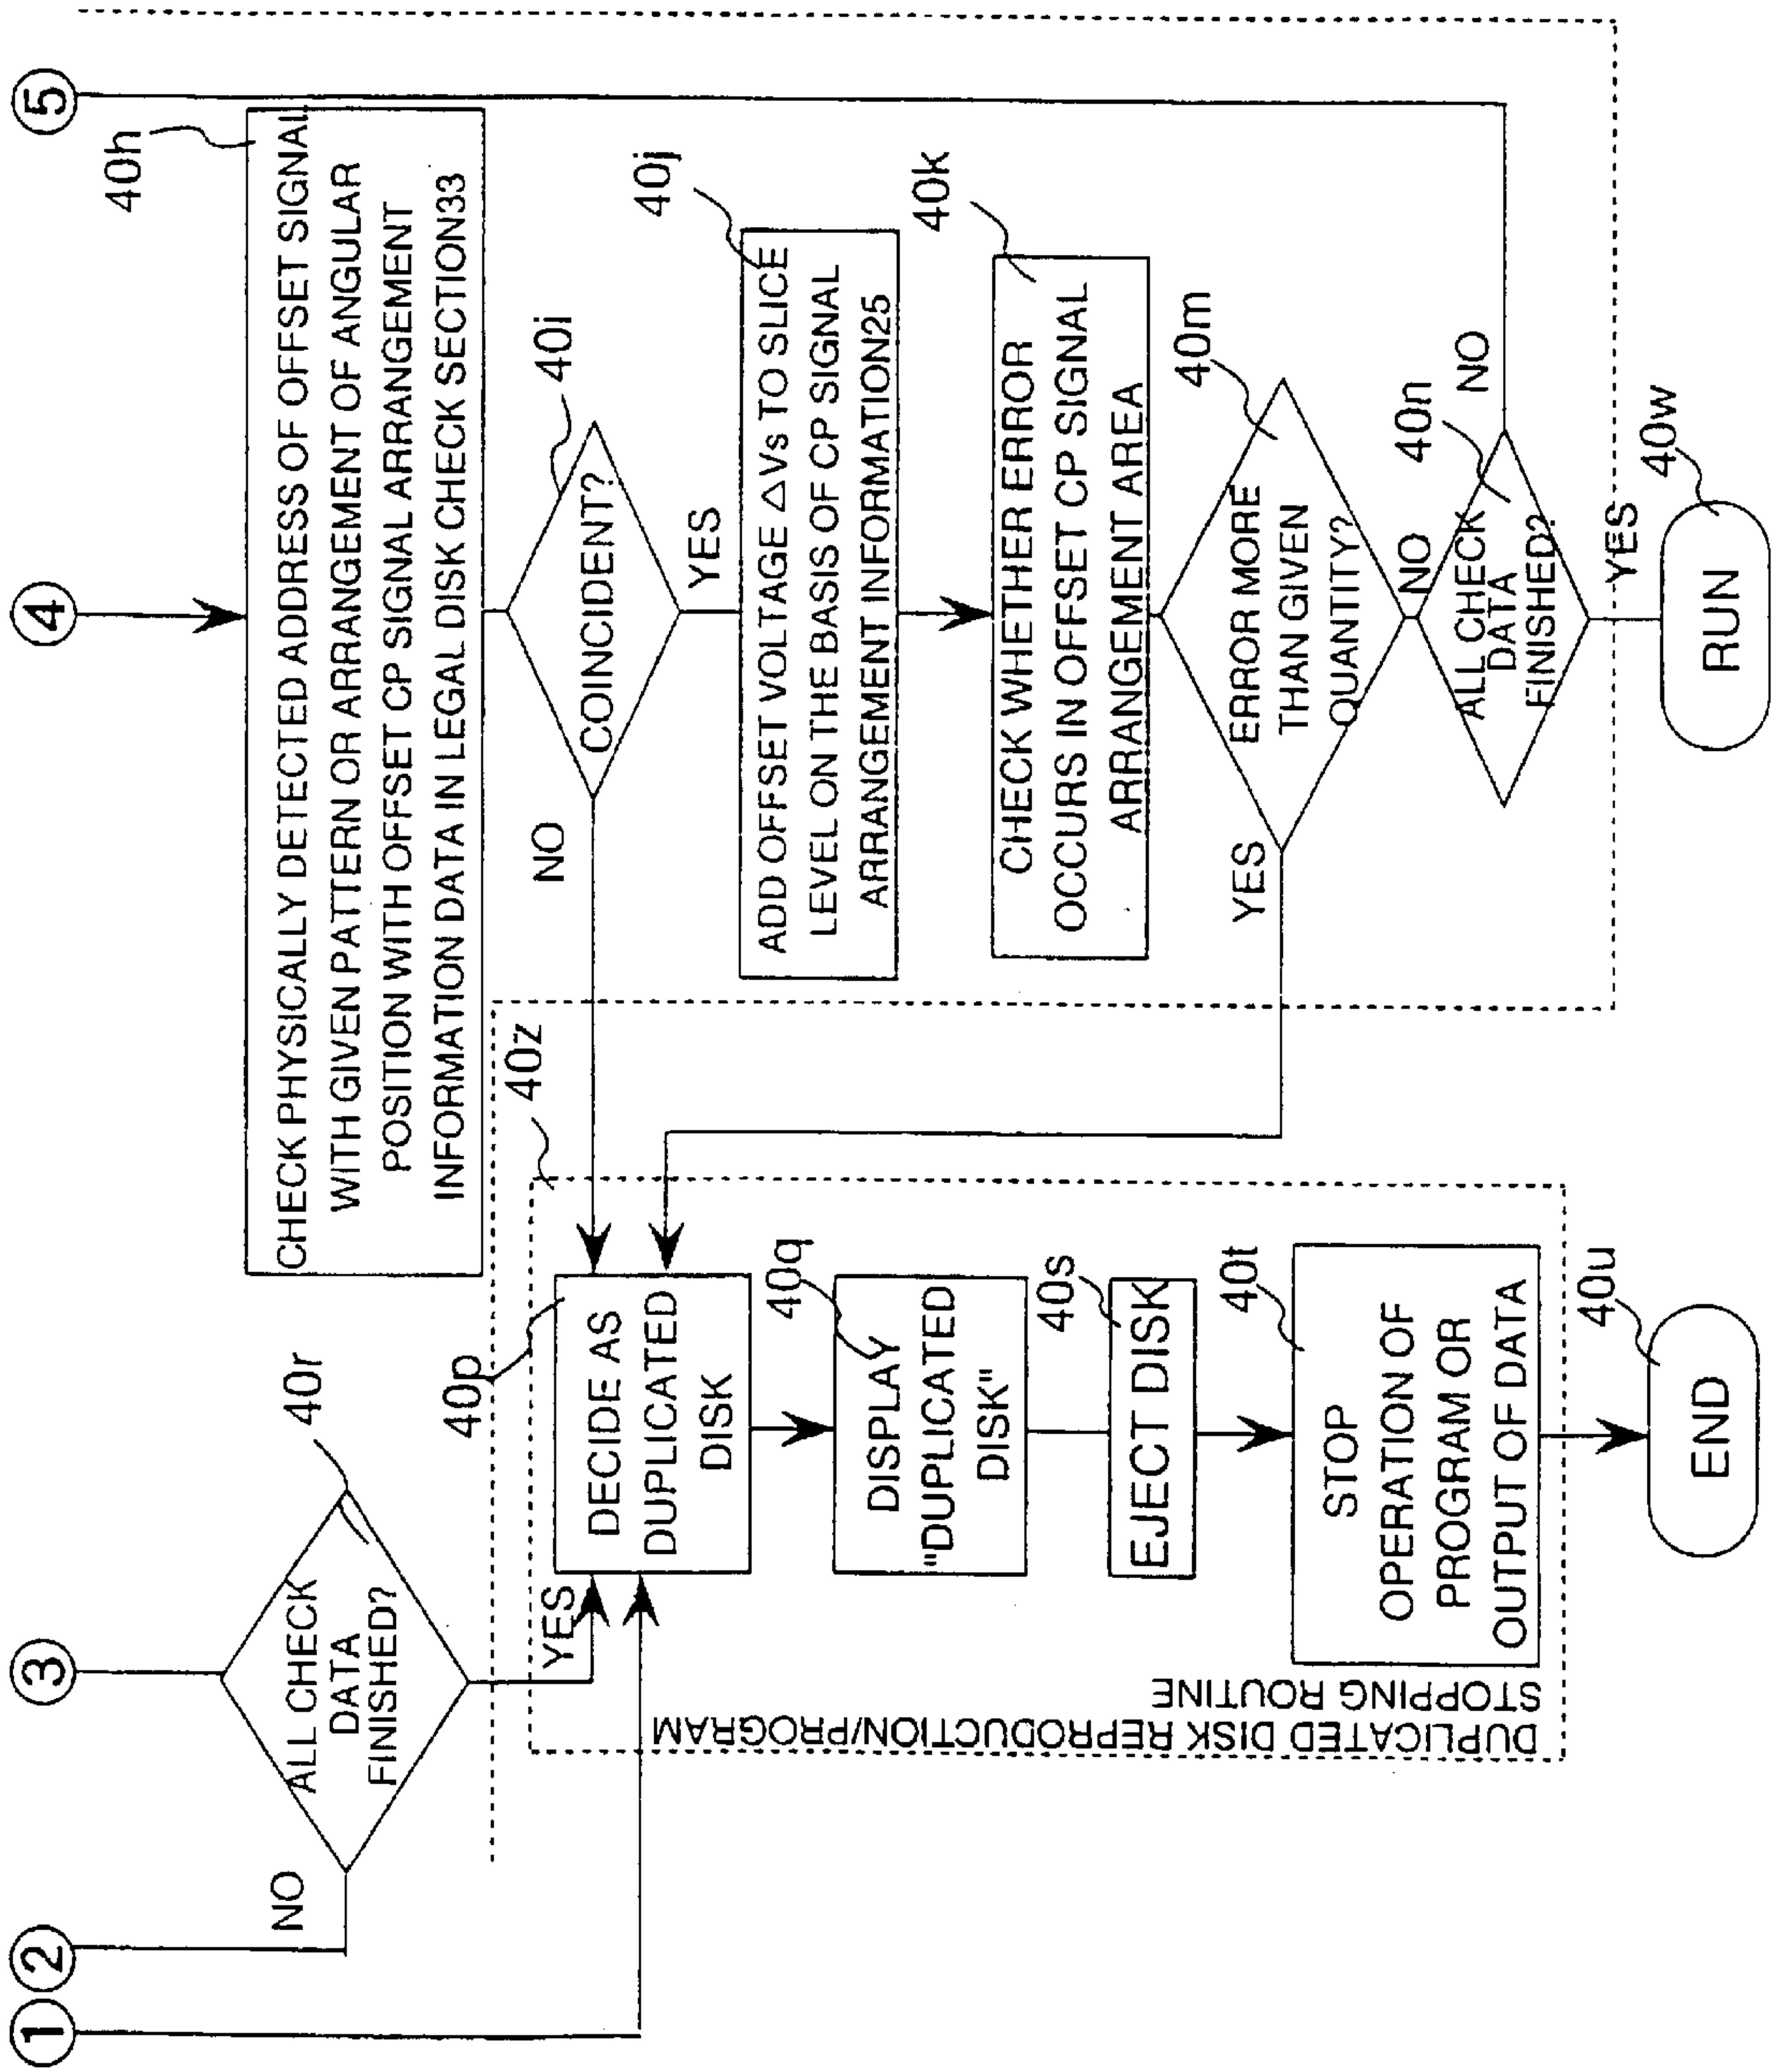 1
2
3
4
5
NO
ALL CHECK
DATA
FINISHED?
40r
YES
CHECK PHYSICALLY DETECTED ADDRESS OF OFFSET SIGNAL
WITH GIVEN PATTERN OR ARRANGEMENT OF ANGULAR
POSITION WITH OFFSET CP SIGNAL ARRANGEMENT
INFORMATION DATA IN LEGAL DISK CHECK SECTION33
40h
COINCIDENT?
40i
NO
YES
ADD OFFSET VOLTAGE △Vs TO SLICE
LEVEL ON THE BASIS OF CP SIGNAL
ARRANGEMENT INFORMATION25
40j
CHECK WHETHER ERROR
OCCURS IN OFFSET CP SIGNAL
ARRANGEMENT AREA
40k
ERROR MORE
THAN GIVEN
QUANTITY?
40m
YES
NO
ALL CHECK
DATA
FINISHED?
40n
NO
YES
RUN
40w
40z
DECIDE AS
DUPLICATED
DISK
40p
DISPLAY
"DUPLICATED
DISK"
40q
EJECT DISK
40s
STOP
OPERATION OF
PROGRAM OR
OUTPUT OF DATA
40t
END
40u
DUPLICATED DISK REPRODUCTION/PROGRAM
STOPPING ROUTINE